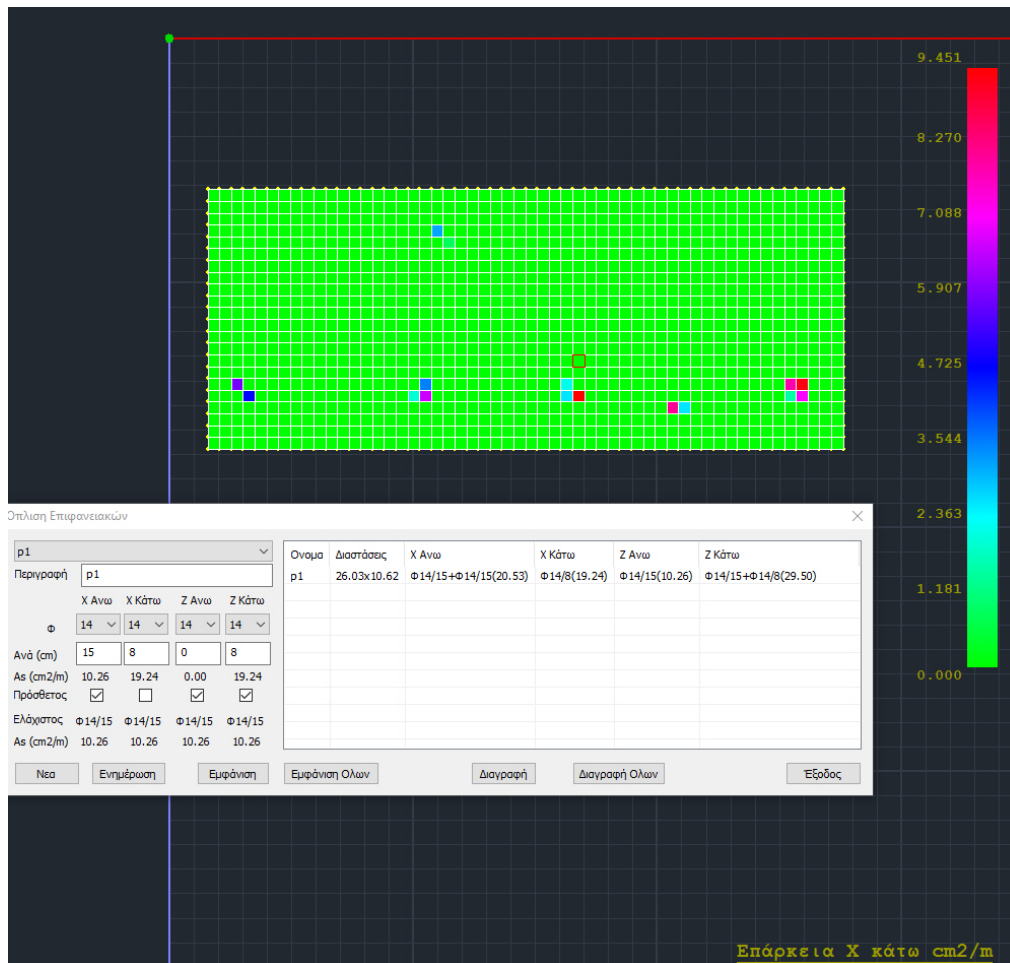 9.451
8.270
7.088
5.907
4.725
3.544
2.363
1.181
0.000
Όπλιση Επιφανειακών
p1
Περιγραφή p1
Χ Ανω Χ Κάτω Ζ Ανω Ζ Κάτω
Φ 14 14 14 14
Ανά (cm) 15 8 0 8
As (cm2/m) 10.26 19.24 0.00 19.24
Πρόσθετος
Ελάχιστος Φ14/15 Φ14/15 Φ14/15 Φ14/15
As (cm2/m) 10.26 10.26 10.26 10.26
Ονομα Διαστάσεις Χ Ανω Χ Κάτω Ζ Ανω Ζ Κάτω
p1 26.03x10.62 Φ14/15+Φ14/15(20.53) Φ14/8(19.24) Φ14/15(10.26) Φ14/15+Φ14/8(29.50)
Νεα Ενημέρωση Εμφάνιση Εμφάνιση Ολων Διαγραφή Διαγραφή Ολων Έξοδος
Επάρκεια Χ κάτω cm2/m